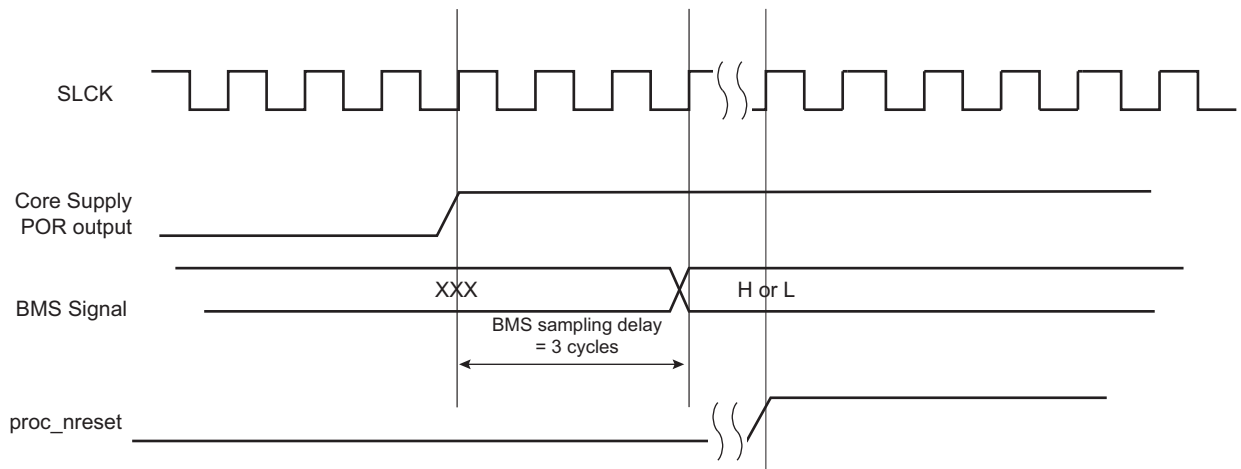 SLCK
Core Supply
POR output
BMS Signal
XXX
H or L
BMS sampling delay
= 3 cycles
proc_nreset